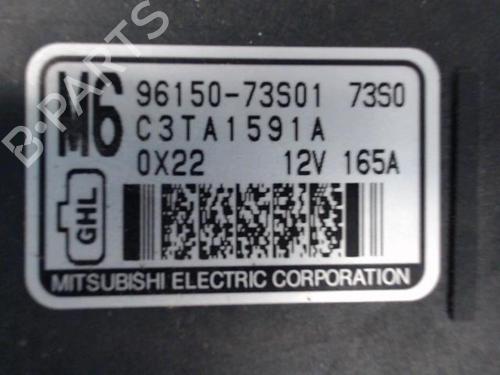 M6 96150-73S01 73S0
C3TA1591A
0X22 12V 165A
GHL
MITSUBISHI ELECTRIC CORPORATION
B-PARTS